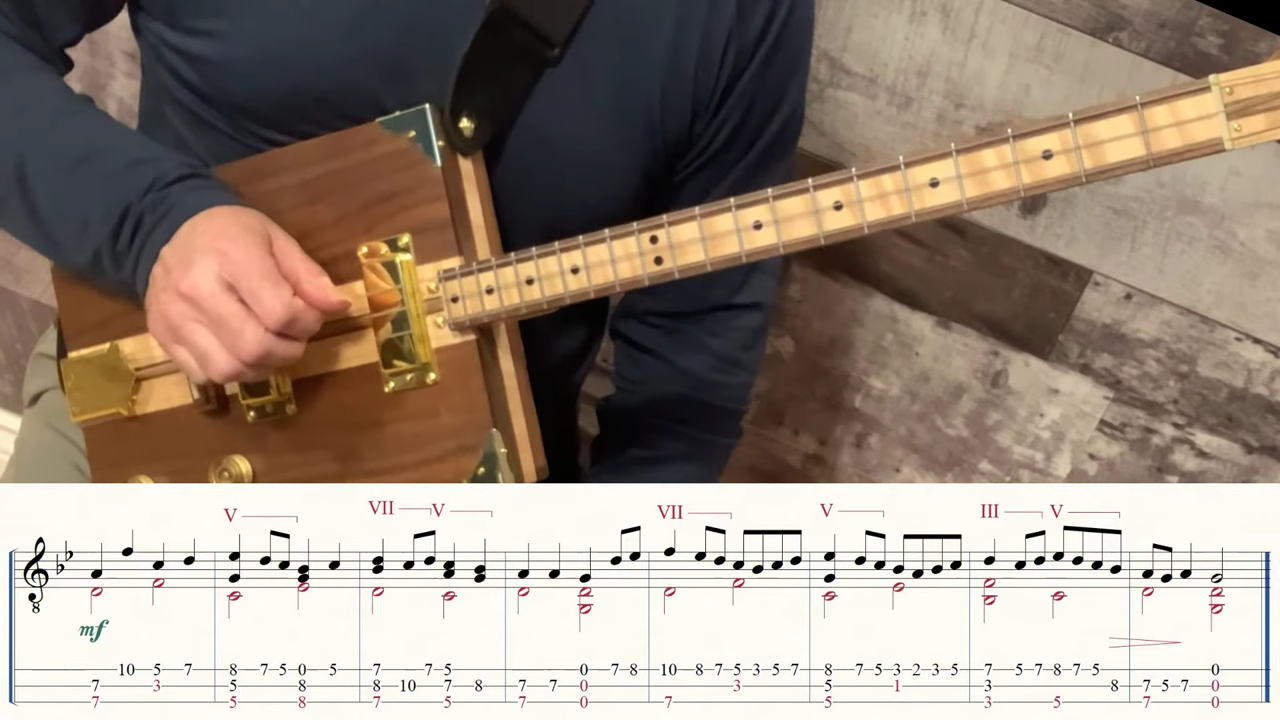 V VII V VII V III V
8
mf
10 5 7 8 7 5 0 5 7 7 5 0 7 8 10 8 7 5 3 5 7 8 7 5 3 2 3 5 7 5 7 8 7 5 0
7 3 5 8 8 10 7 8 7 7 0 3 5 1 3 8 7 5 7 0
7 5 8 7 5 7 0 7 5 3 5 7 0